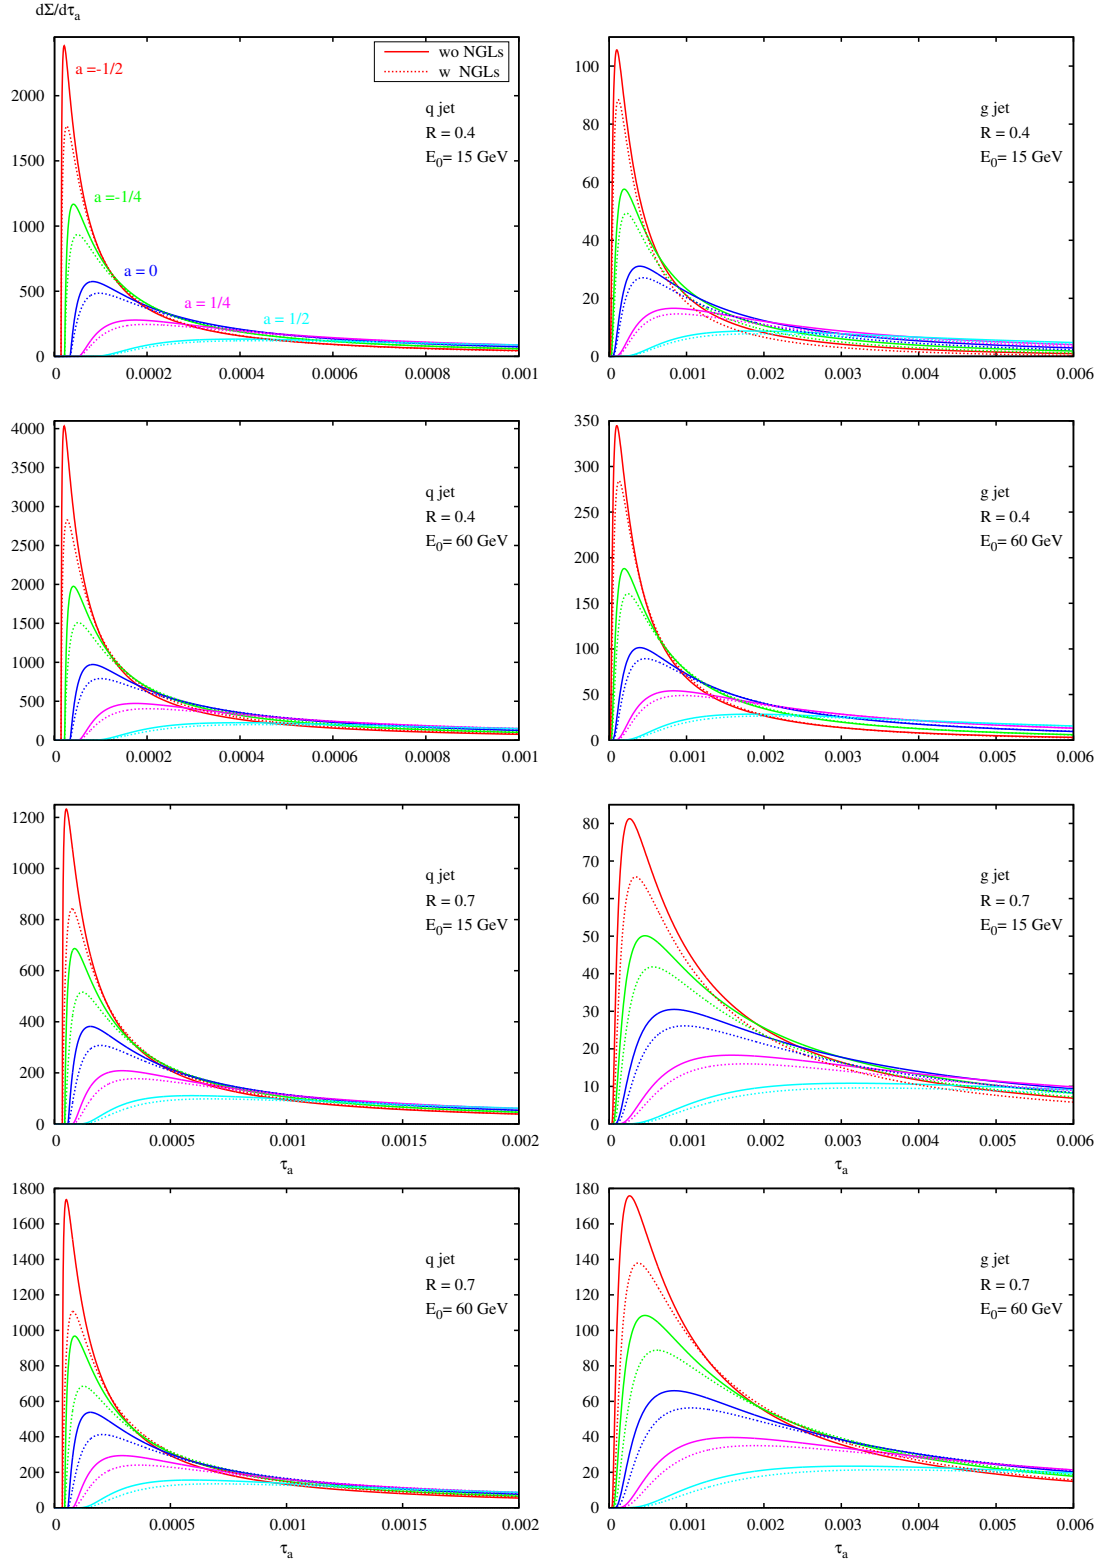 dΣ/dτₐ
wo NGLs
w NGLs
a =-1/2
a =-1/4
a = 0
a = 1/4
a = 1/2
q jet
R = 0.4
E₀= 15 GeV
2000
1500
1000
500
0
0 0.0002 0.0004 0.0006 0.0008 0.001
g jet
R = 0.4
E₀= 15 GeV
100
80
60
40
20
0
0 0.001 0.002 0.003 0.004 0.005 0.006
q jet
R = 0.4
E₀= 60 GeV
4000
3500
3000
2500
2000
1500
1000
500
0
0 0.0002 0.0004 0.0006 0.0008 0.001
g jet
R = 0.4
E₀= 60 GeV
350
300
250
200
150
100
50
0
0 0.001 0.002 0.003 0.004 0.005 0.006
q jet
R = 0.7
E₀= 15 GeV
1200
1000
800
600
400
200
0
0 0.0005 0.001 0.0015 0.002
τₐ
g jet
R = 0.7
E₀= 15 GeV
80
70
60
50
40
30
20
10
0
0 0.001 0.002 0.003 0.004 0.005 0.006
τₐ
q jet
R = 0.7
E₀= 60 GeV
1800
1600
1400
1200
1000
800
600
400
200
0
0 0.0005 0.001 0.0015 0.002
τₐ
g jet
R = 0.7
E₀= 60 GeV
180
160
140
120
100
80
60
40
20
0
0 0.001 0.002 0.003 0.004 0.005 0.006
τₐ